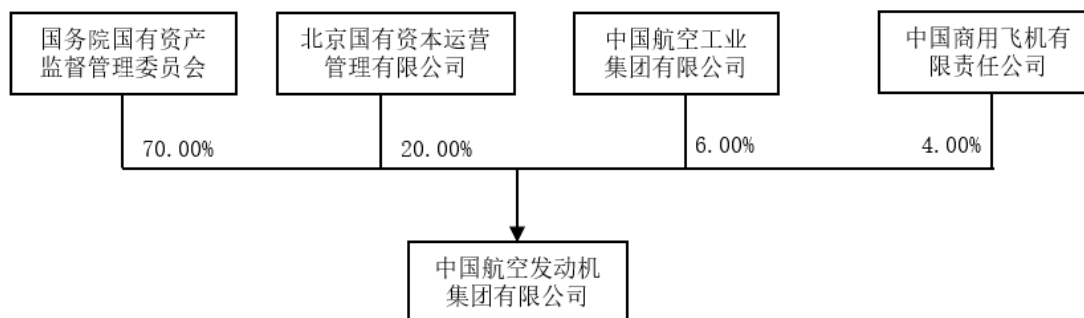 国务院国有资产
监督管理委员会
北京国有资本运营
管理有限公司
中国航空工业
集团有限公司
中国商用飞机有
限责任公司
70.00%
20.00%
6.00%
4.00%
中国航空发动机
集团有限公司